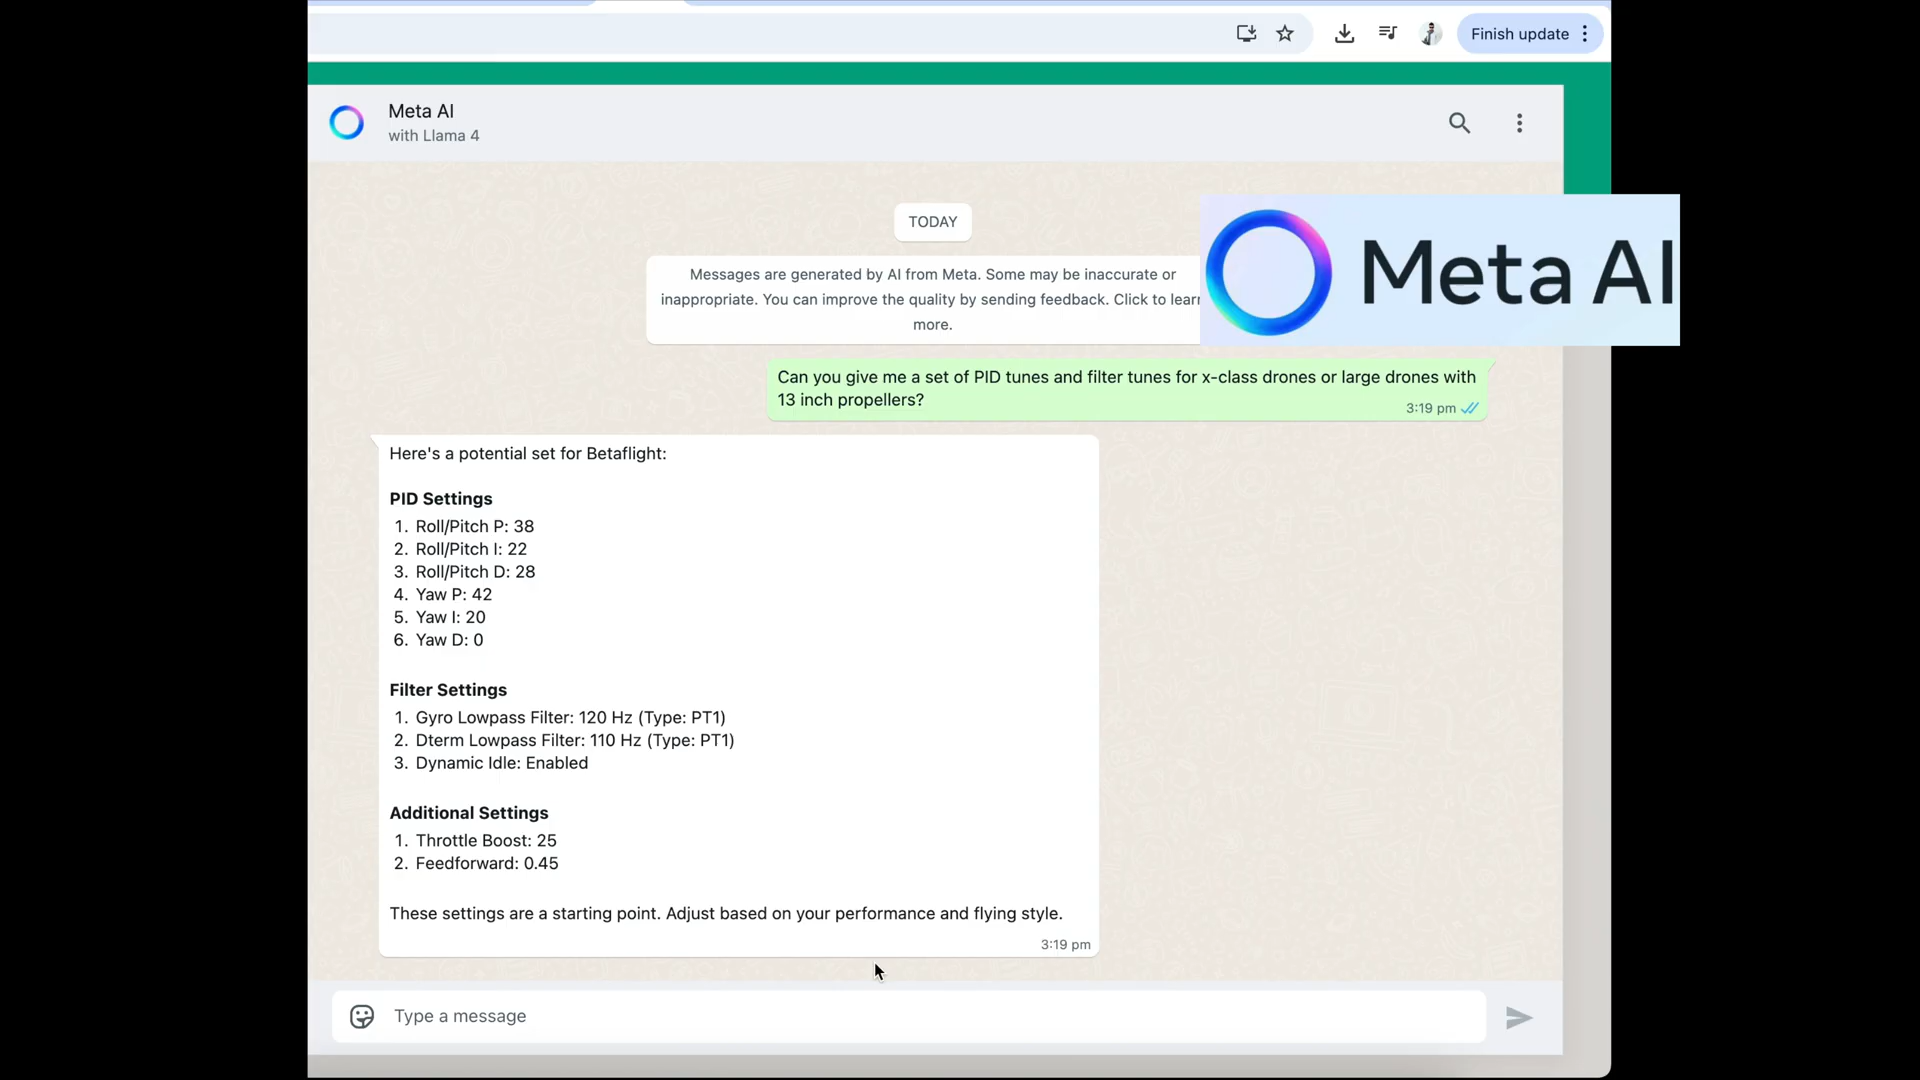 Finish update
Meta AI
with Llama 4
TODAY
Messages are generated by AI from Meta. Some may be inaccurate or
inappropriate. You can improve the quality by sending feedback. Click to learn
more.
Meta AI
Can you give me a set of PID tunes and filter tunes for x-class drones or large drones with
13 inch propellers?
3:19 pm
Here's a potential set for Betaflight:
PID Settings
1. Roll/Pitch P: 38
2. Roll/Pitch I: 22
3. Roll/Pitch D: 28
4. Yaw P: 42
5. Yaw I: 20
6. Yaw D: 0
Filter Settings
1. Gyro Lowpass Filter: 120 Hz (Type: PT1)
2. Dterm Lowpass Filter: 110 Hz (Type: PT1)
3. Dynamic Idle: Enabled
Additional Settings
1. Throttle Boost: 25
2. Feedforward: 0.45
These settings are a starting point. Adjust based on your performance and flying style.
3:19 pm
Type a message